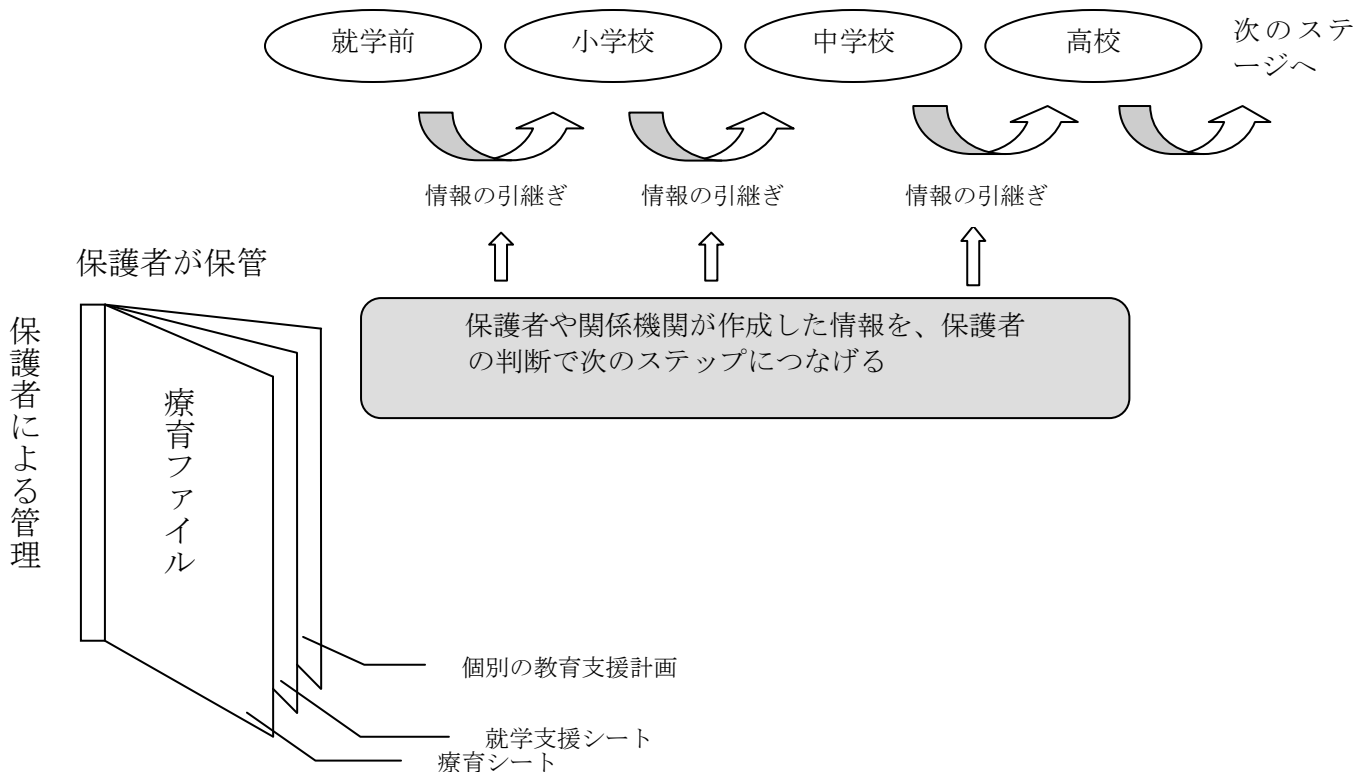 就学前
小学校
中学校
高校
次のステ
ージへ
情報の引継ぎ
情報の引継ぎ
情報の引継ぎ
保護者が保管
保護者による管理
療育ファイル
保護者や関係機関が作成した情報を、保護者
の判断で次のステップにつなげる
個別の教育支援計画
就学支援シート
療育シート